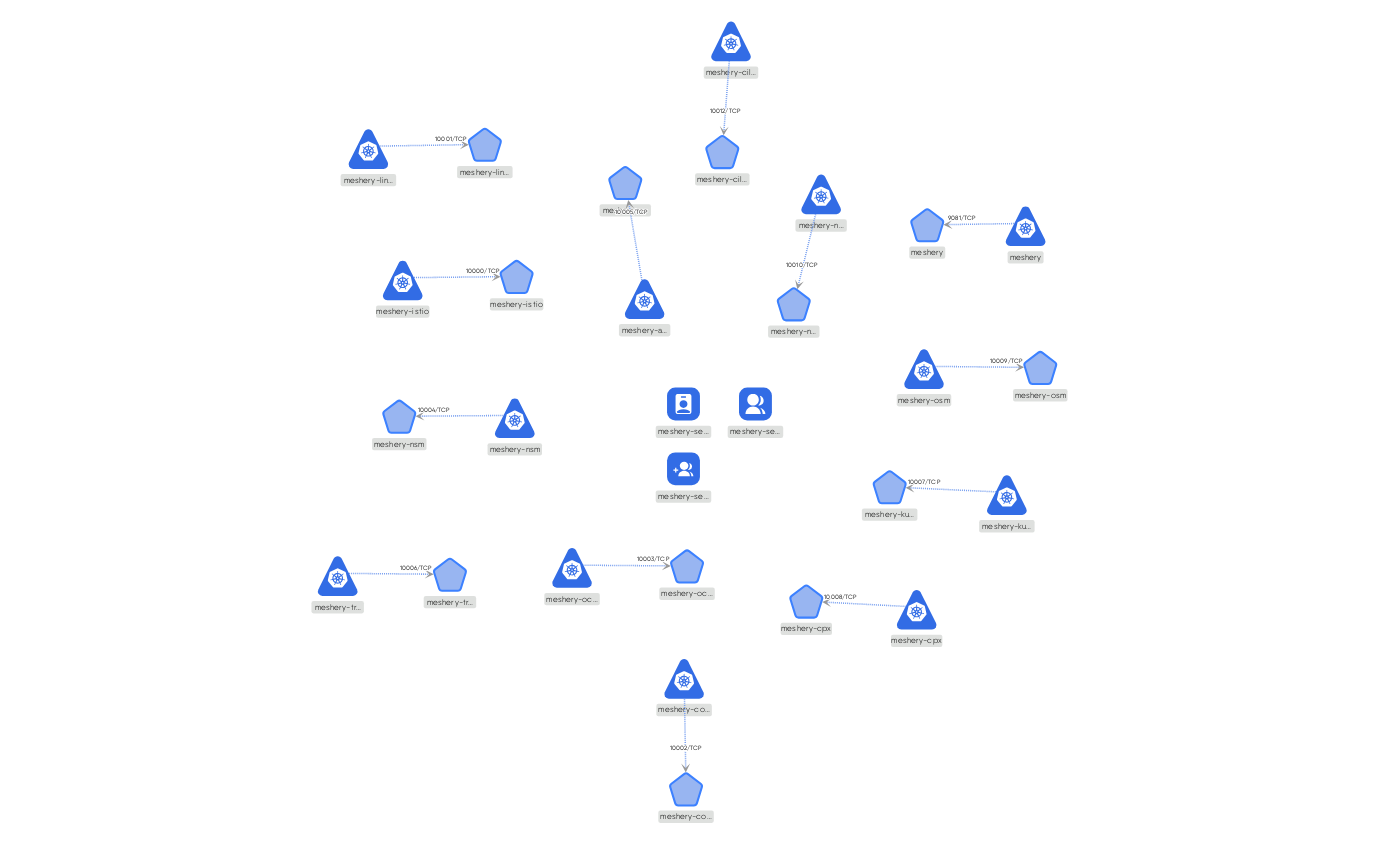 meshery-cil...
10012/TCP
meshery-cil...
10001/TCP
meshery-lin...
meshery-lin...
10005/TCP
meshery-a...
meshery-n...
10010/TCP
meshery-n...
9081/TCP
meshery
meshery
10000/TCP
meshery-istio
meshery-istio
10009/TCP
meshery-osm
meshery-osm
10004/TCP
meshery-nsm
meshery-nsm
meshery-se...
meshery-se...
meshery-se...
10007/TCP
meshery-ku...
meshery-ku...
10006/TCP
meshery-tr...
meshery-tr...
10003/TCP
meshery-oc...
meshery-oc...
10008/TCP
meshery-cpx
meshery-cpx
meshery-co...
10002/TCP
meshery-co...